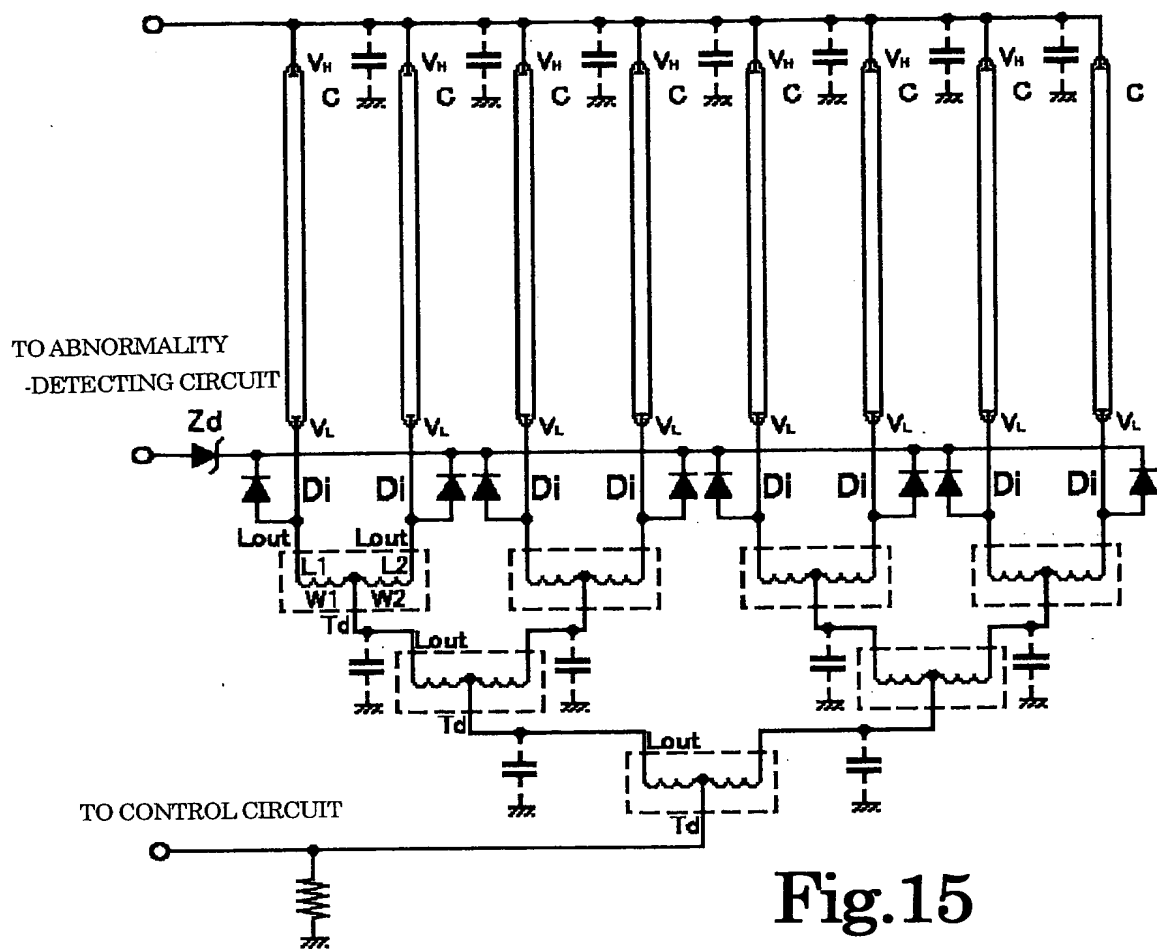 VH VH VH VH VH VH VH
C C C C C C C C
TO ABNORMALITY
-DETECTING CIRCUIT
Zd
VL VL VL VL VL VL VL
Di Di Di Di Di Di Di Di
Lout Lout
L1 L2
W1 W2
Td
Lout
Td
Lout
TO CONTROL CIRCUIT
Td
Fig.15